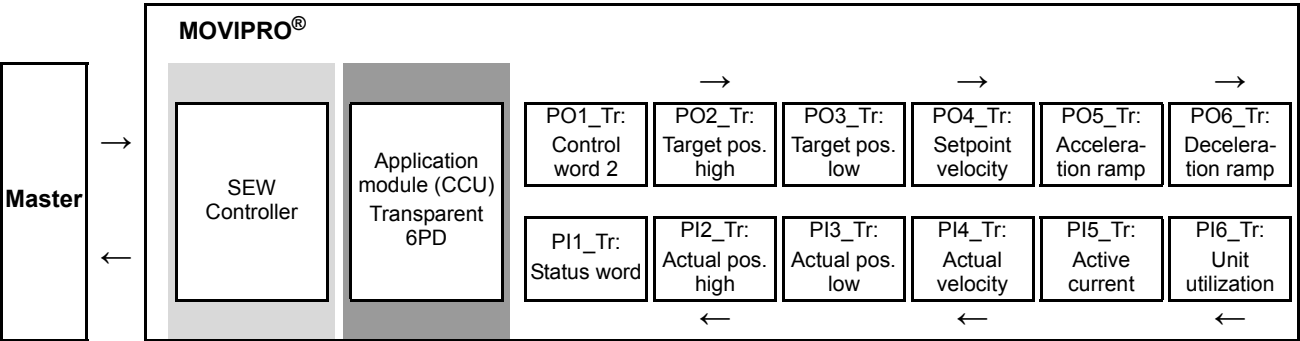 MOVIPRO®
Master
→
←
SEW
Controller
Application
module (CCU)
Transparent
6PD
→
→
→
PO1_Tr:
Control
word 2
PO2_Tr:
Target pos.
high
PO3_Tr:
Target pos.
low
PO4_Tr:
Setpoint
velocity
PO5_Tr:
Accelera-
tion ramp
PO6_Tr:
Decelera-
tion ramp
PI1_Tr:
Status word
PI2_Tr:
Actual pos.
high
PI3_Tr:
Actual pos.
low
PI4_Tr:
Actual
velocity
PI5_Tr:
Active
current
PI6_Tr:
Unit
utilization
←
←
←